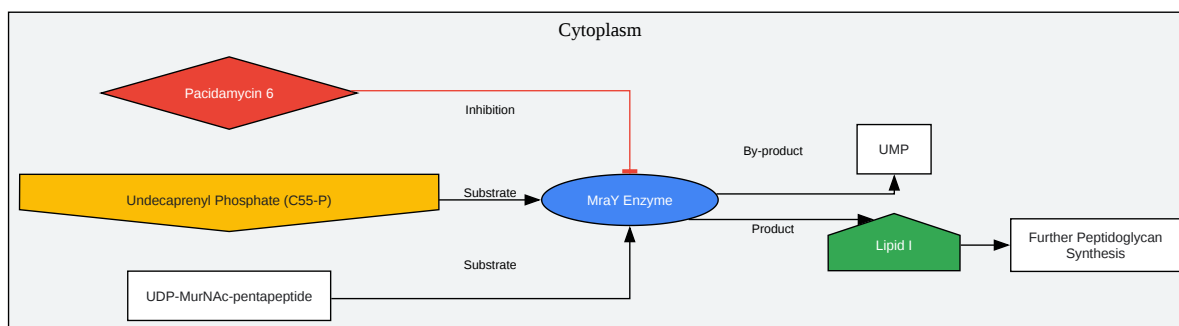 Cytoplasm
Pacidamycin 6
Inhibition
By-product
UMP
Undecaprenyl Phosphate (C55-P)
Substrate
MraY Enzyme
Product
Lipid I
Further Peptidoglycan
Synthesis
Substrate
UDP-MurNAc-pentapeptide